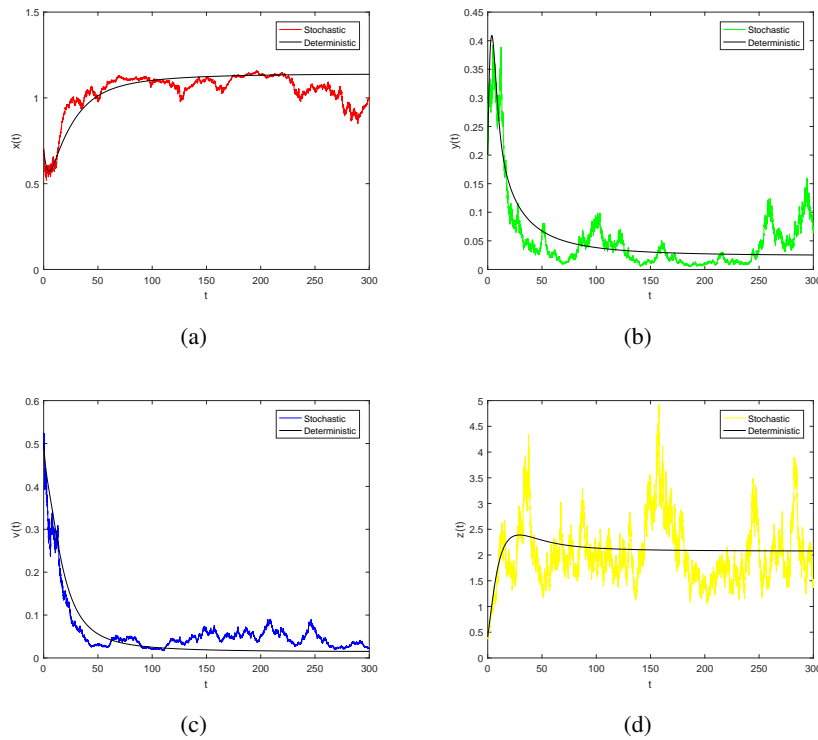 1.5
1
0.5
0
x(t)
0 50 100 150 200 250 300
t
Stochastic
Deterministic
(a)
0.45
0.4
0.35
0.3
0.25
0.2
0.15
0.1
0.05
0
y(t)
0 50 100 150 200 250 300
t
Stochastic
Deterministic
(b)
0.6
0.5
0.4
0.3
0.2
0.1
0
v(t)
0 50 100 150 200 250 300
t
Stochastic
Deterministic
(c)
5
4.5
4
3.5
3
2.5
2
1.5
1
0.5
0
z(t)
0 50 100 150 200 250 300
t
Stochastic
Deterministic
(d)